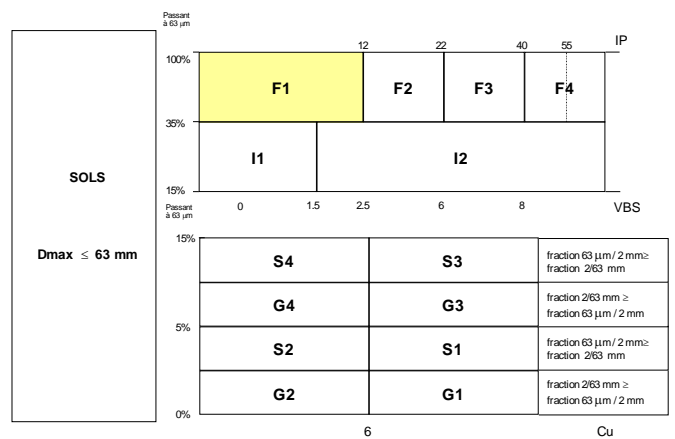 Passant
à 63 µm
12 22 40 55 IP
100%
F1 F2 F3 F4
35%
I1 I2
SOLS
15%
Passant
à 63 µm
0 1.5 2.5 6 8 VBS
15%
Dmax ≤ 63 mm
S4 S3
fraction 63 µm / 2 mm≥
fraction 2/63 mm
G4 G3
fraction 2/63 mm ≥
fraction 63 µm / 2 mm
5%
S2 S1
fraction 63 µm / 2 mm≥
fraction 2/63 mm
G2 G1
fraction 2/63 mm ≥
fraction 63 µm / 2 mm
0%
6 Cu